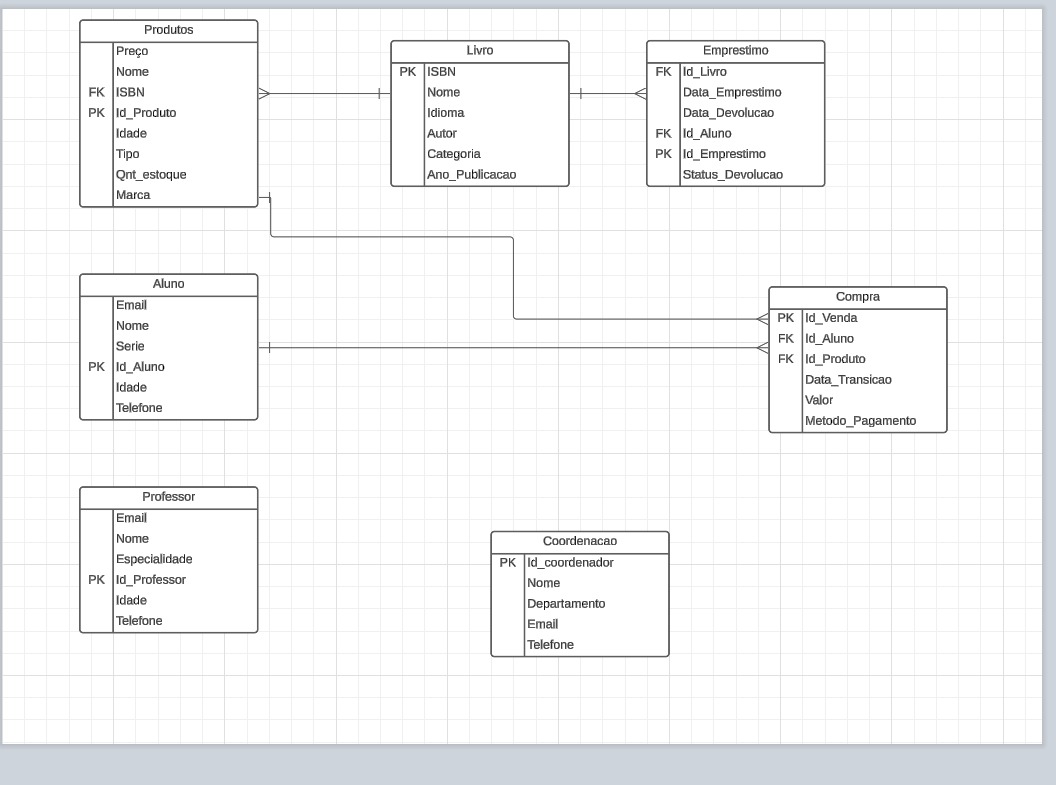 Produtos
Preço
Nome
FK ISBN
PK Id_Produto
Idade
Tipo
Qnt_estoque
Marca
Livro
PK ISBN
Nome
Idioma
Autor
Categoria
Ano_Publicacao
Emprestimo
FK Id_Livro
Data_Emprestimo
Data_Devolucao
FK Id_Aluno
PK Id_Emprestimo
Status_Devolucao
Aluno
Email
Nome
Serie
PK Id_Aluno
Idade
Telefone
Compra
PK Id_Venda
FK Id_Aluno
FK Id_Produto
Data_Transicao
Valor
Metodo_Pagamento
Professor
Email
Nome
Especialidade
PK Id_Professor
Idade
Telefone
Coordenacao
PK Id_coordenador
Nome
Departamento
Email
Telefone